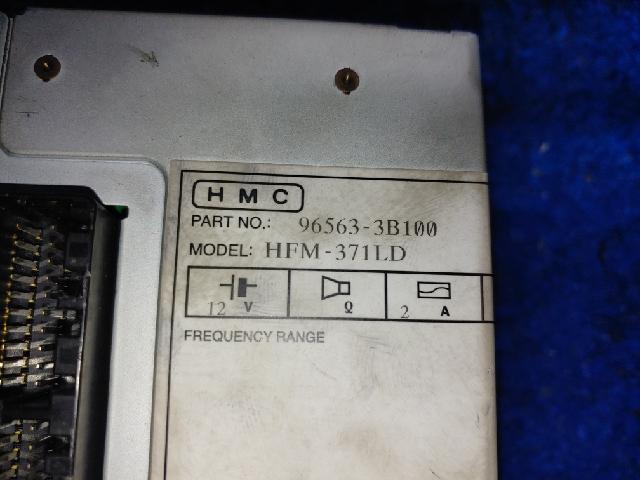 HMC
PART NO.: 96563-3B100
MODEL: HFM-371LD
12 V Ω 2 A
FREQUENCY RANGE